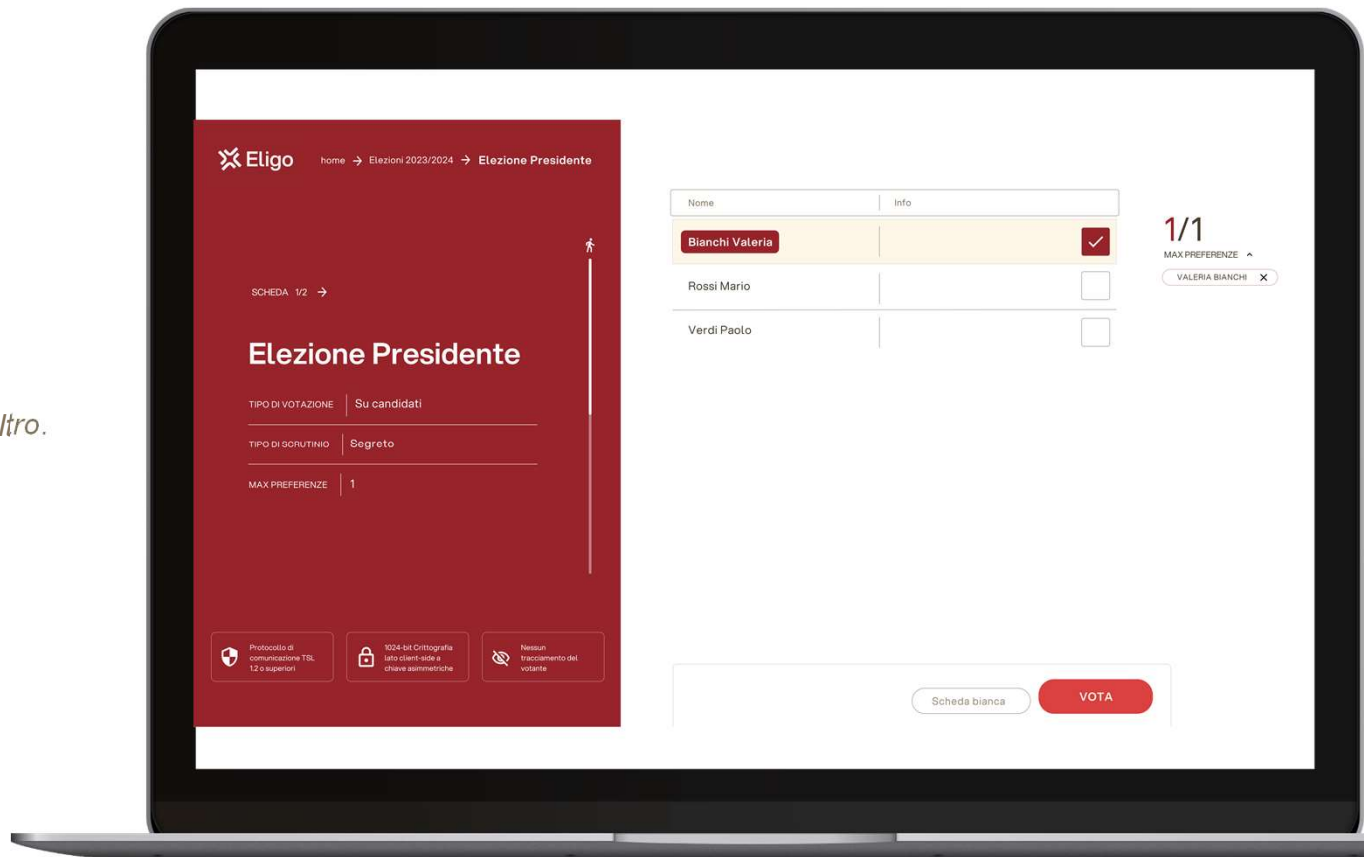 ltro.
Eligo
home → Elezioni 2023/2024 → Elezione Presidente
SCHEDA 1/2 →
Elezione Presidente
TIPO DI VOTAZIONE Su candidati
TIPO DI SCRUTINIO Segreto
MAX PREFERENZE 1
Protocollo di
comunicazione TSL
1.2 o superiori
1024-bit Crittografia
lato client-side a
chiave asimmetriche
Nessun
tracciamento del
votante
Nome Info
Bianchi Valeria
Rossi Mario
Verdi Paolo
1/1
MAX PREFERENZE
VALERIA BIANCHI X
Scheda bianca
VOTA